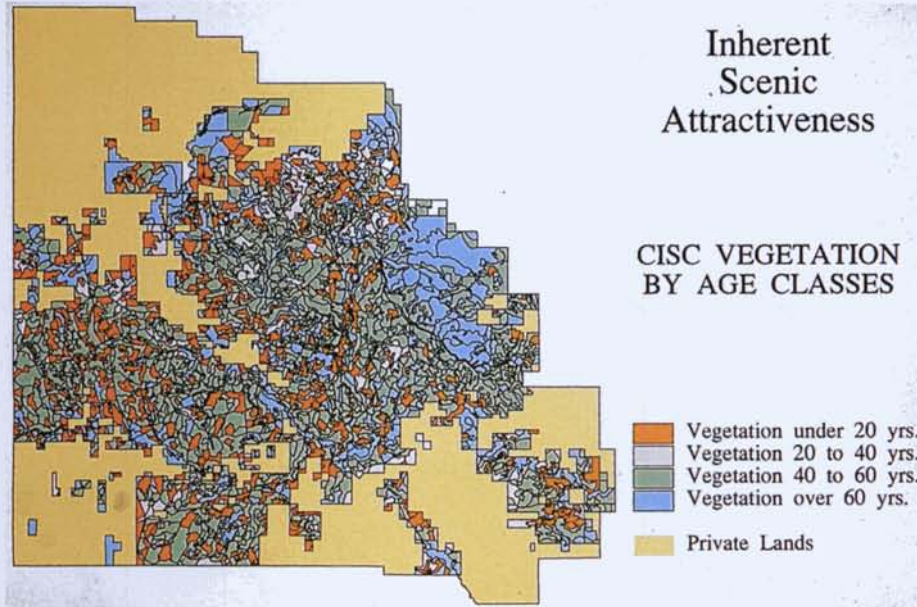 Inherent
Scenic
Attractiveness
CISC VEGETATION
BY AGE CLASSES
Vegetation under 20 yrs.
Vegetation 20 to 40 yrs.
Vegetation 40 to 60 yrs.
Vegetation over 60 yrs.
Private Lands